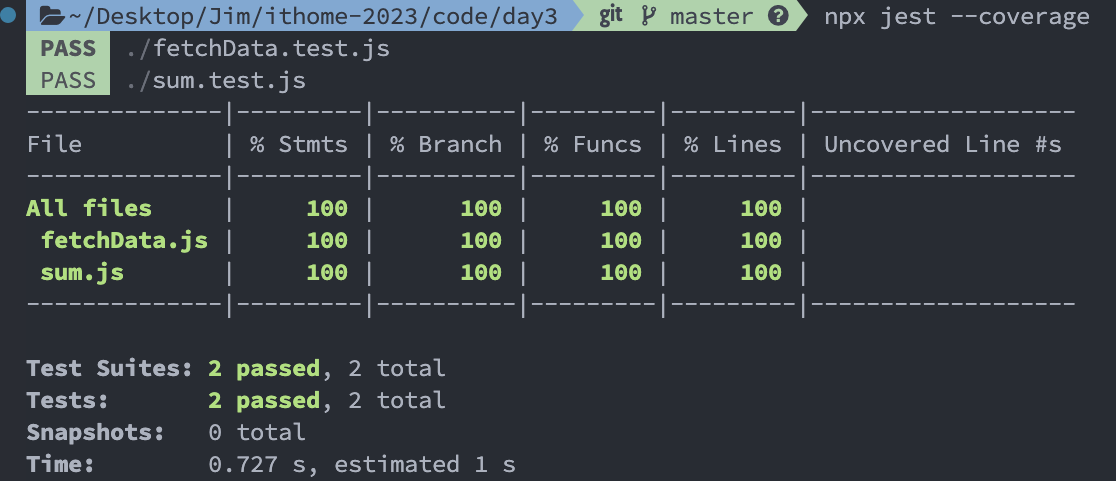 ~/Desktop/Jim/ithome-2023/code/day3 git master ? npx jest --coverage
PASS ./fetchData.test.js
PASS ./sum.test.js
--------------|---------|----------|---------|---------|-------------------
File          | % Stmts | % Branch | % Funcs | % Lines | Uncovered Line #s
--------------|---------|----------|---------|---------|-------------------
All files     |     100 |      100 |     100 |     100 |
 fetchData.js |     100 |      100 |     100 |     100 |
 sum.js       |     100 |      100 |     100 |     100 |
--------------|---------|----------|---------|---------|-------------------
Test Suites: 2 passed, 2 total
Tests:       2 passed, 2 total
Snapshots:   0 total
Time:        0.727 s, estimated 1 s